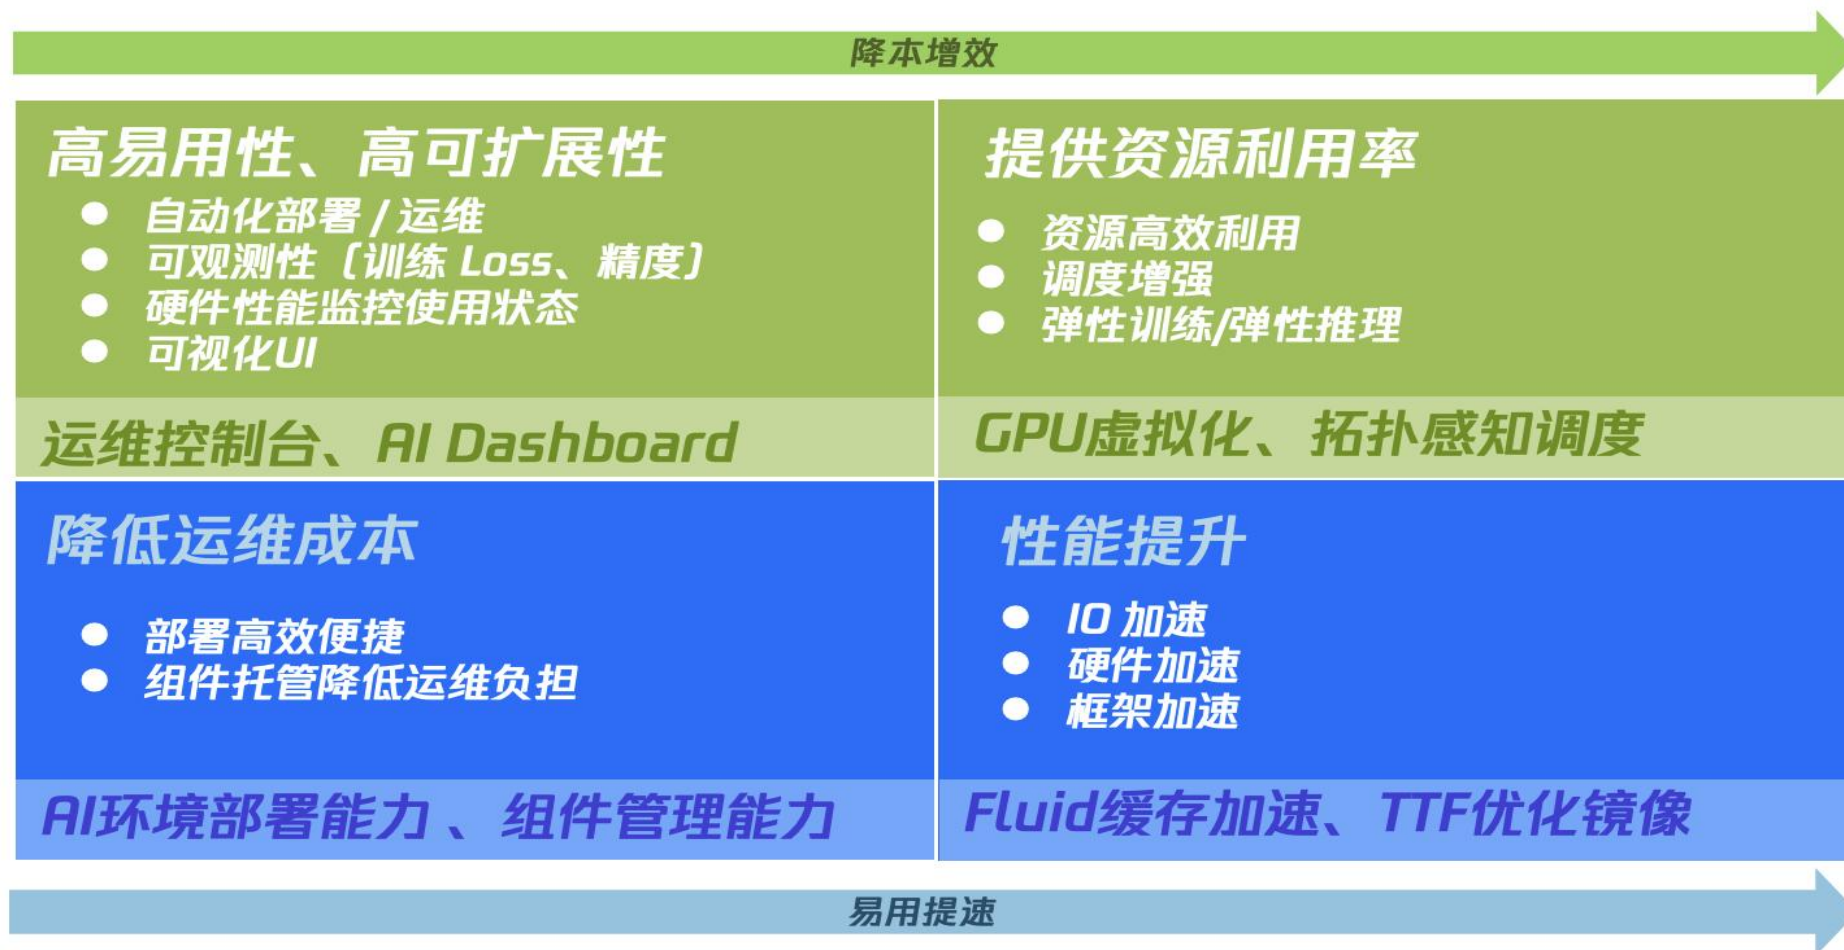 降本增效
高易用性、高可扩展性
自动化部署 / 运维
可观测性（训练 Loss、精度）
硬件性能监控使用状态
可视化UI
运维控制台、AI Dashboard
提供资源利用率
资源高效利用
调度增强
弹性训练/弹性推理
GPU虚拟化、拓扑感知调度
降低运维成本
部署高效便捷
组件托管降低运维负担
AI环境部署能力 、组件管理能力
性能提升
IO 加速
硬件加速
框架加速
Fluid缓存加速、TTF优化镜像
易用提速